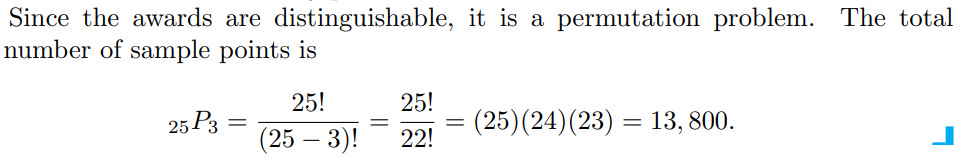 Since the awards are distinguishable, it is a permutation problem. The total
number of sample points is
₂₅P₃ = 25!/(25 − 3)! = 25!/22! = (25)(24)(23) = 13, 800.